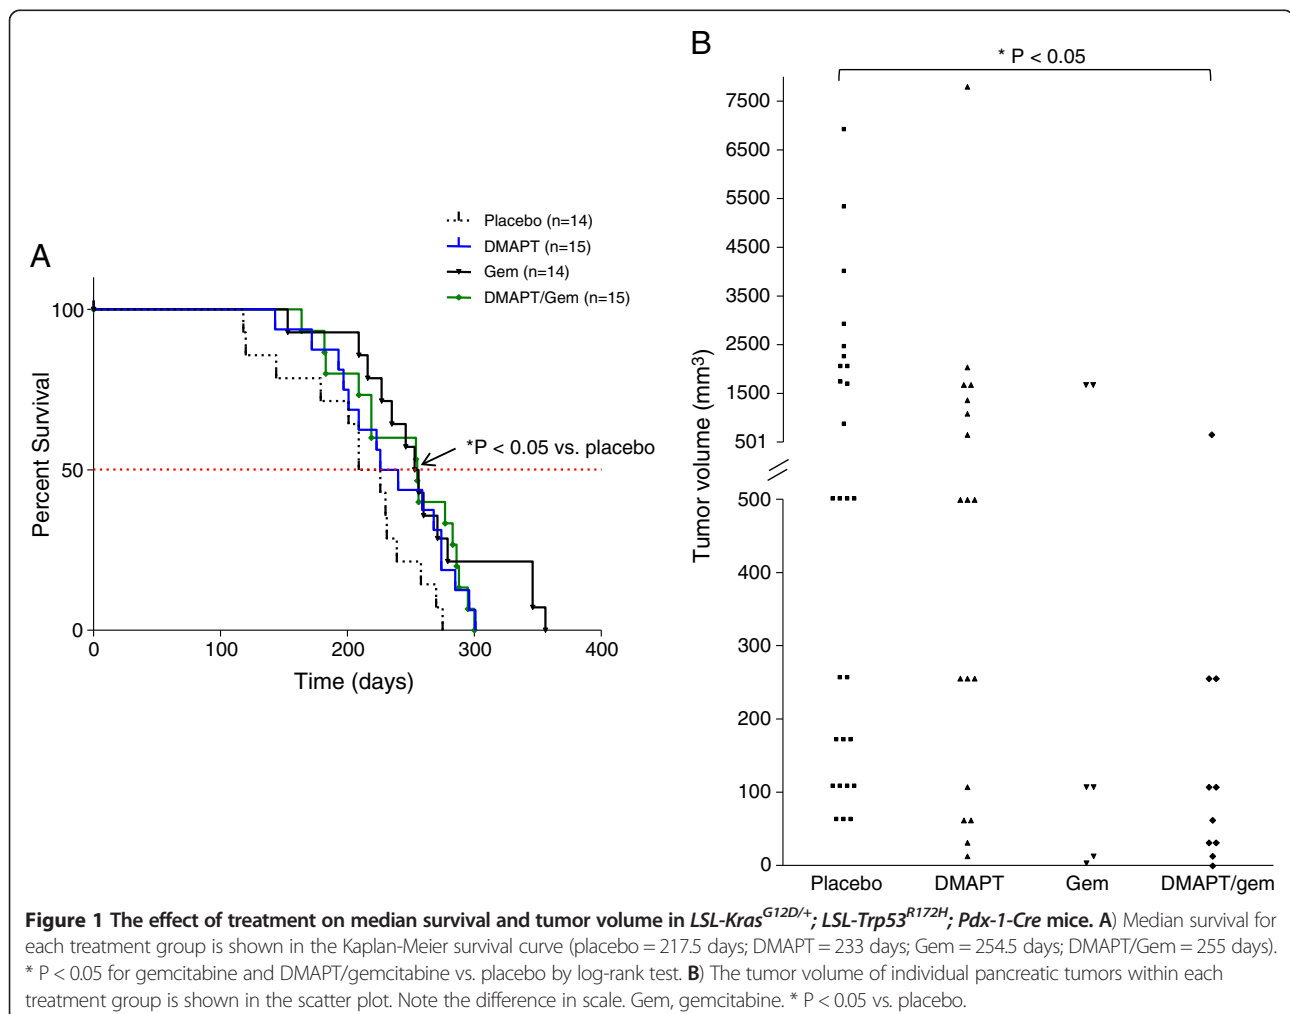 A
Placebo (n=14)
DMAPT (n=15)
Gem (n=14)
DMAPT/Gem (n=15)
100
50
0
Percent Survival
*P < 0.05 vs. placebo
0 100 200 300 400
Time (days)
B
* P < 0.05
7500
6500
5500
4500
3500
2500
1500
501
500
400
300
200
100
0
Tumor volume (mm³)
Placebo DMAPT Gem DMAPT/gem
Figure 1 The effect of treatment on median survival and tumor volume in LSL-Kras^G12D/+; LSL-Trp53^R172H; Pdx-1-Cre mice. A) Median survival for
each treatment group is shown in the Kaplan-Meier survival curve (placebo = 217.5 days; DMAPT = 233 days; Gem = 254.5 days; DMAPT/Gem = 255 days).
* P < 0.05 for gemcitabine and DMAPT/gemcitabine vs. placebo by log-rank test. B) The tumor volume of individual pancreatic tumors within each
treatment group is shown in the scatter plot. Note the difference in scale. Gem, gemcitabine. * P < 0.05 vs. placebo.